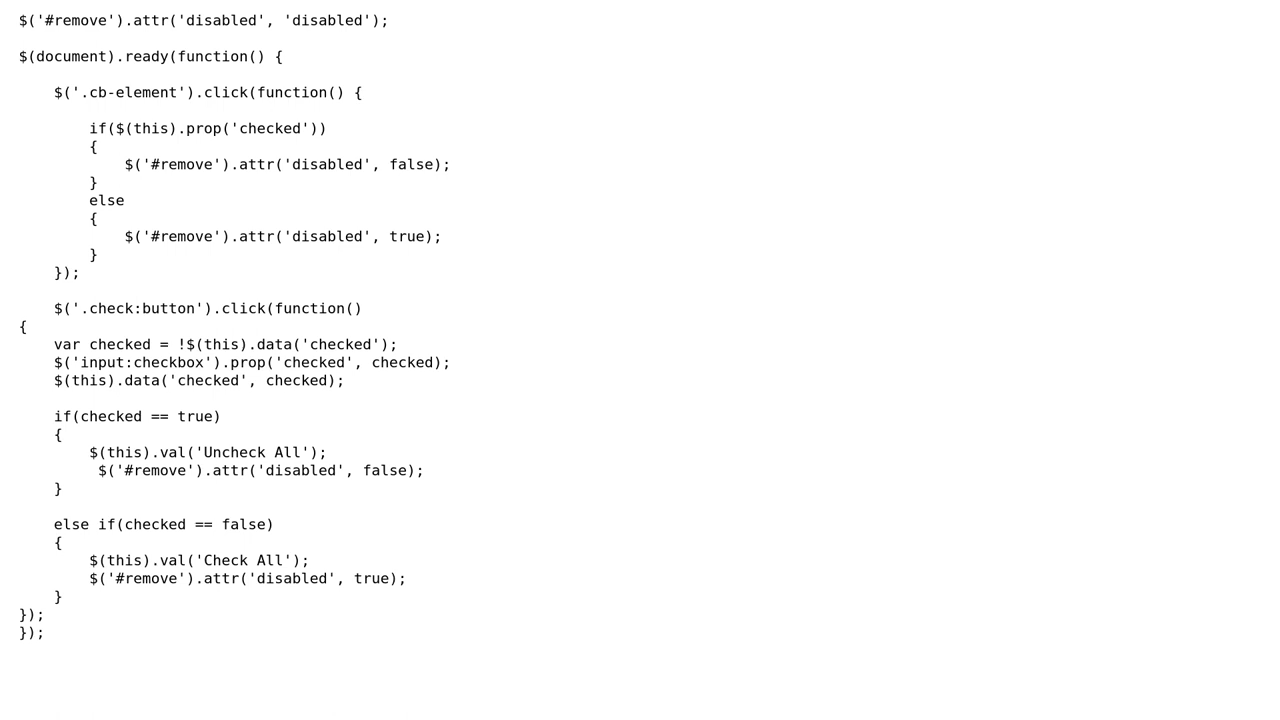 $('#remove').attr('disabled', 'disabled');

$(document).ready(function() {

    $('.cb-element').click(function() {

        if($(this).prop('checked'))
        {
            $('#remove').attr('disabled', false);
        }
        else
        {
            $('#remove').attr('disabled', true);
        }
    });

    $('.check:button').click(function()
{
    var checked = !$(this).data('checked');
    $('input:checkbox').prop('checked', checked);
    $(this).data('checked', checked);

    if(checked == true)
    {
        $(this).val('Uncheck All');
         $('#remove').attr('disabled', false);
    }

    else if(checked == false)
    {
        $(this).val('Check All');
        $('#remove').attr('disabled', true);
    }
});
});